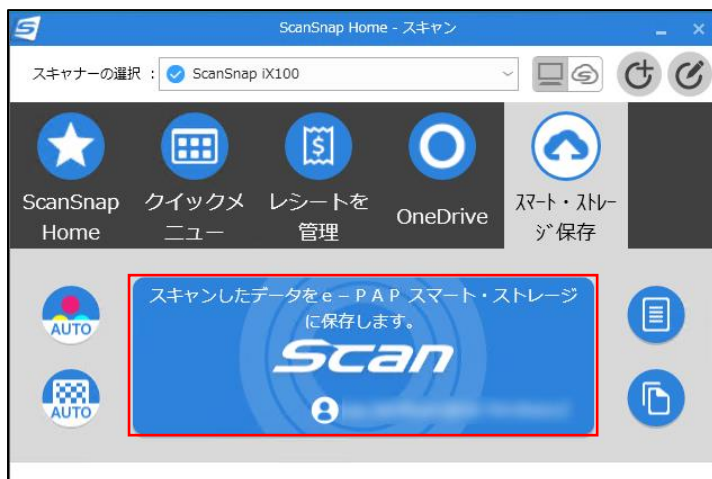 ScanSnap Home - スキャン
スキャナーの選択 :
ScanSnap iX100
ScanSnap
Home
クイックメ
ニュー
レシートを
管理
OneDrive
ｽﾏｰﾄ・ｽﾄﾚｰ
ｼﾞ保存
AUTO
AUTO
スキャンしたデータをｅ－ＰＡＰ スマート・ストレージ
に保存します。
Scan